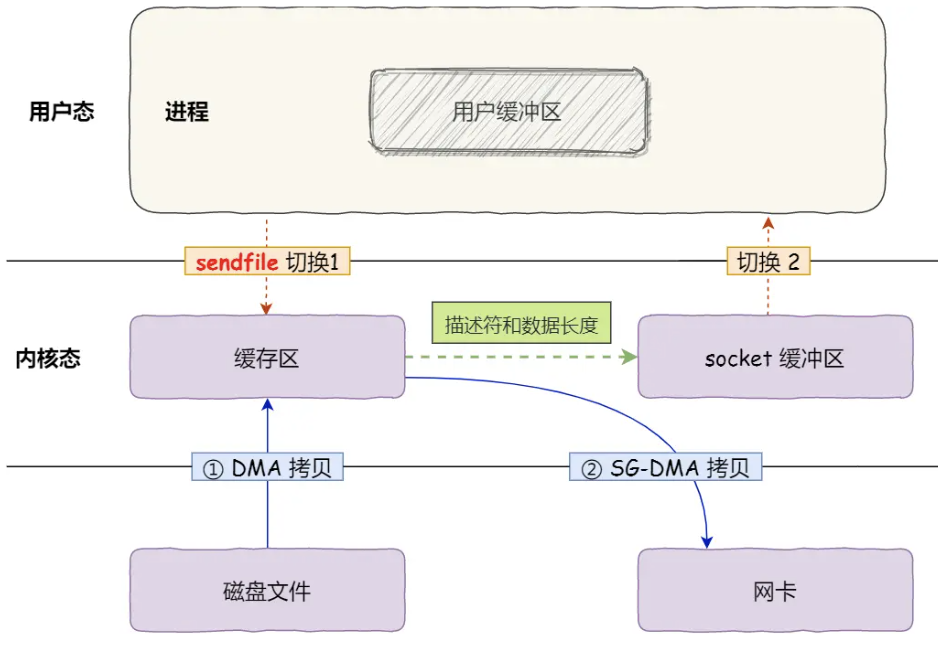 用户态
进程
用户缓冲区
sendfile 切换1
切换 2
描述符和数据长度
内核态
缓存区
socket 缓冲区
① DMA 拷贝
② SG-DMA 拷贝
磁盘文件
网卡